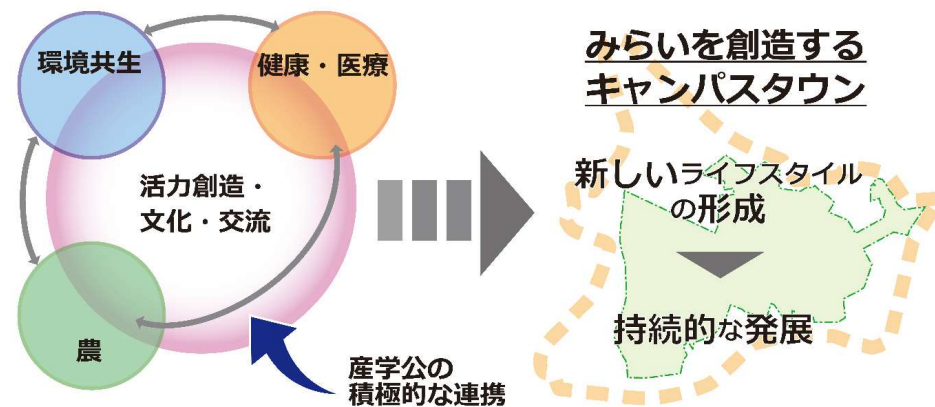 環境共生
健康・医療
活力創造・
文化・交流
農
産学公の
積極的な連携
みらいを創造する
キャンパスタウン
新しいライフスタイル
の形成
持続的な発展